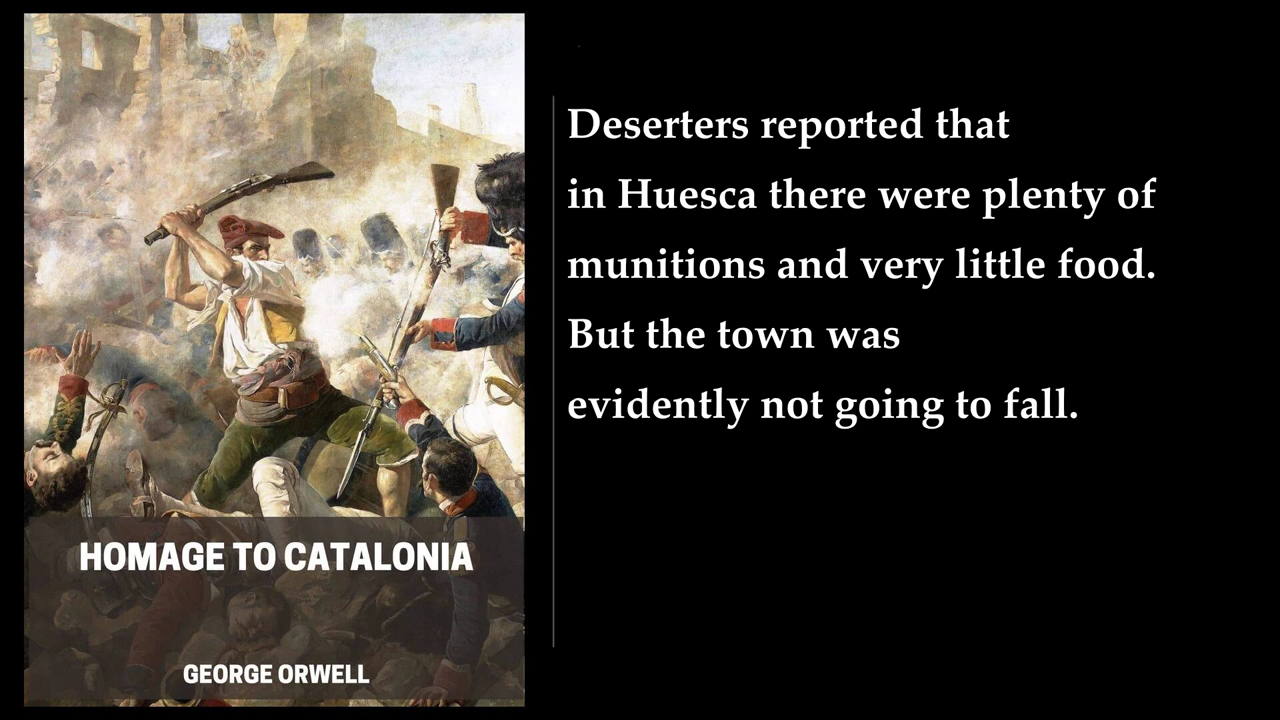 HOMAGE TO CATALONIA
GEORGE ORWELL
Deserters reported that
in Huesca there were plenty of
munitions and very little food.
But the town was
evidently not going to fall.